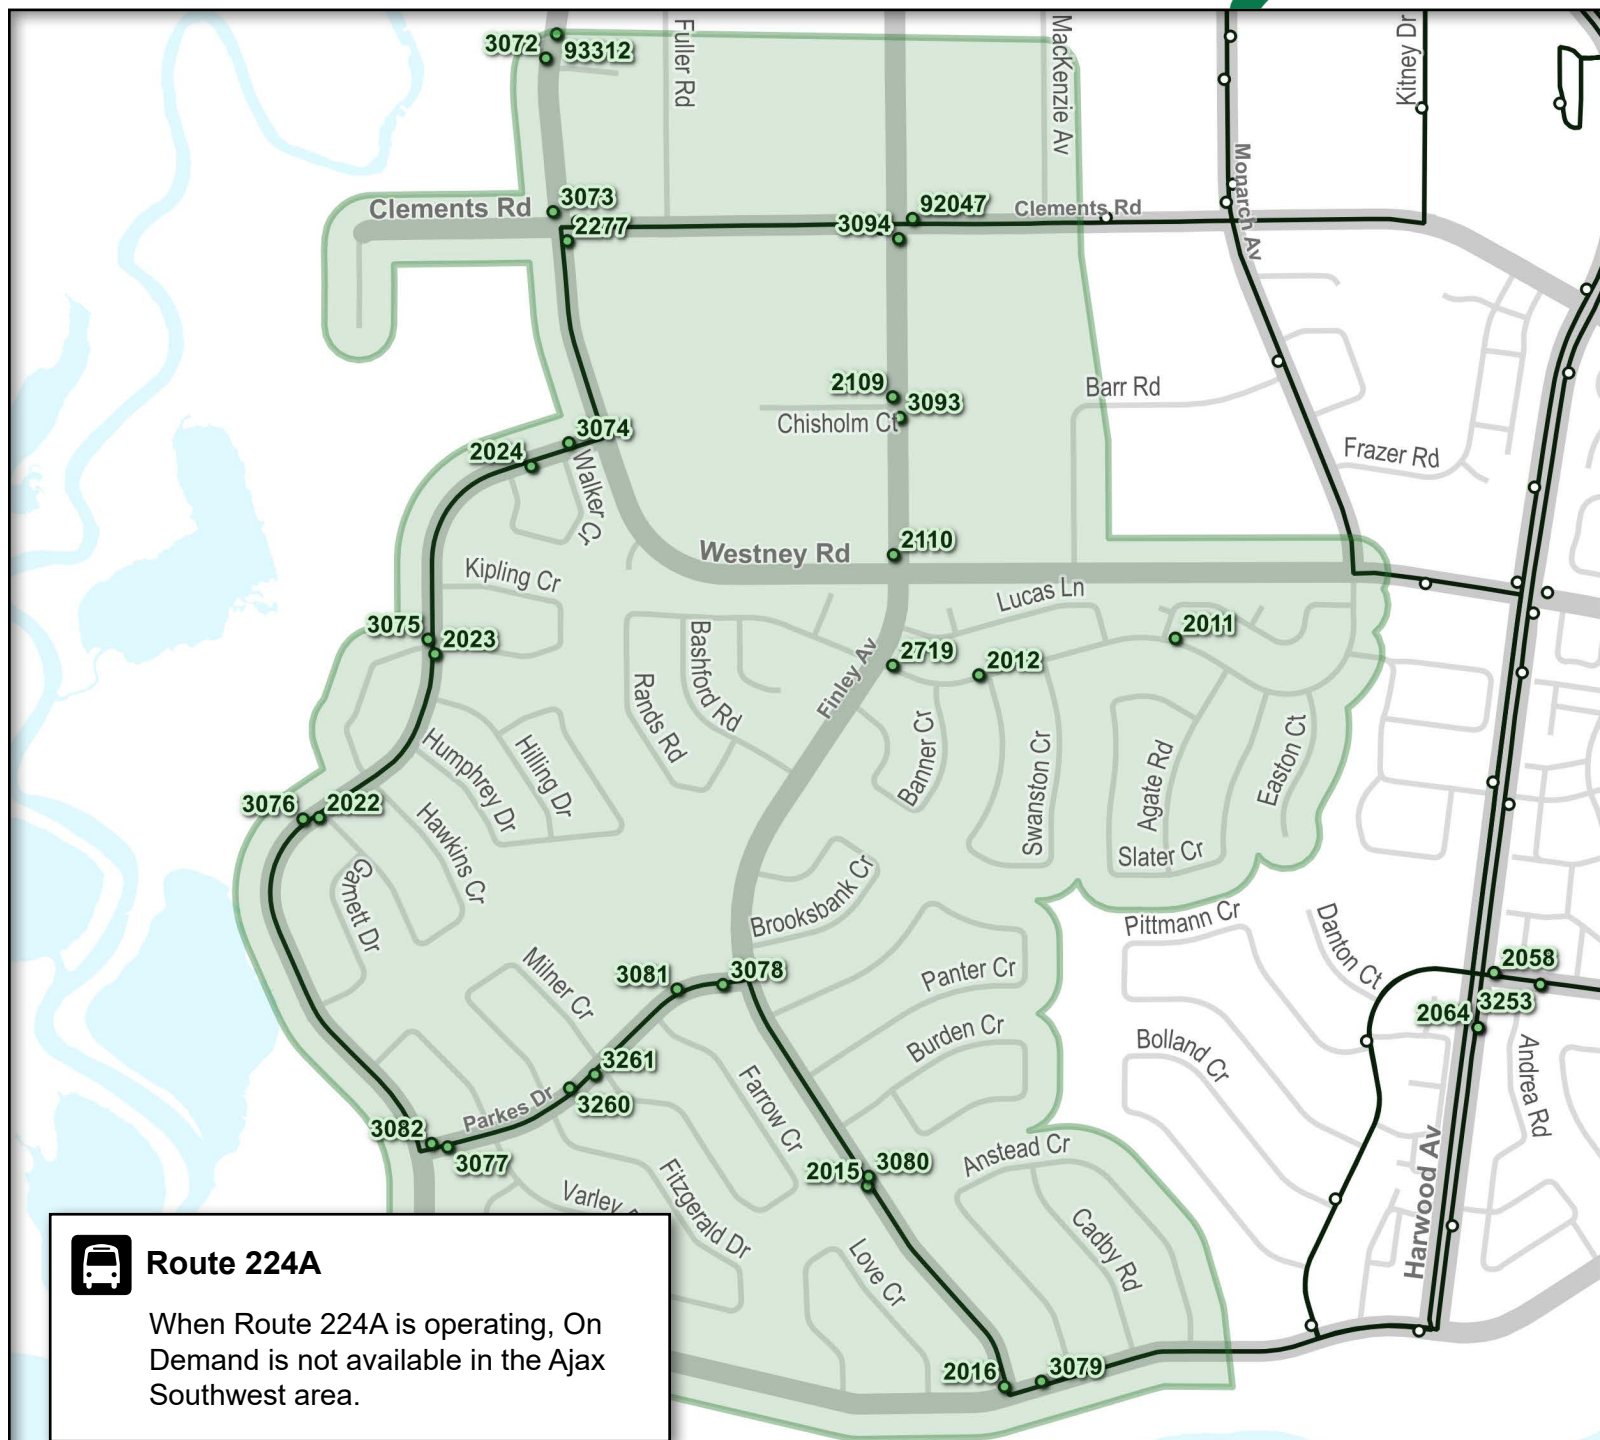 3072
93312
Fuller Rd
MacKenzie Av
Kitney Dr
Monarch Av
3073
Clements Rd
2277
92047
3094
Clements Rd
2109
3093
Chisholm Ct
Barr Rd
3074
2024
Walker Cr
Frazer Rd
2110
Westney Rd
Kipling Cr
Lucas Ln
3075
2023
Bashford Rd
Rands Rd
Finley Av
2719
2012
2011
Humphrey Dr
Hilling Dr
Banner Cr
Swanston Cr
Agate Rd
Easton Ct
3076
2022
Hawkins Cr
Slater Cr
Garnett Dr
Brooksbank Cr
Pittmann Cr
Danton Ct
Milner Cr
3081
3078
Panter Cr
2058
3253
2064
Burden Cr
Bolland Cr
Andrea Rd
3261
3260
Parkes Dr
Farrow Cr
3082
3077
2015
3080
Anstead Cr
Harwood Av
Varley
Fitzgerald Dr
Love Cr
Cadby Rd
2016
3079
Route 224A
When Route 224A is operating, On
Demand is not available in the Ajax
Southwest area.